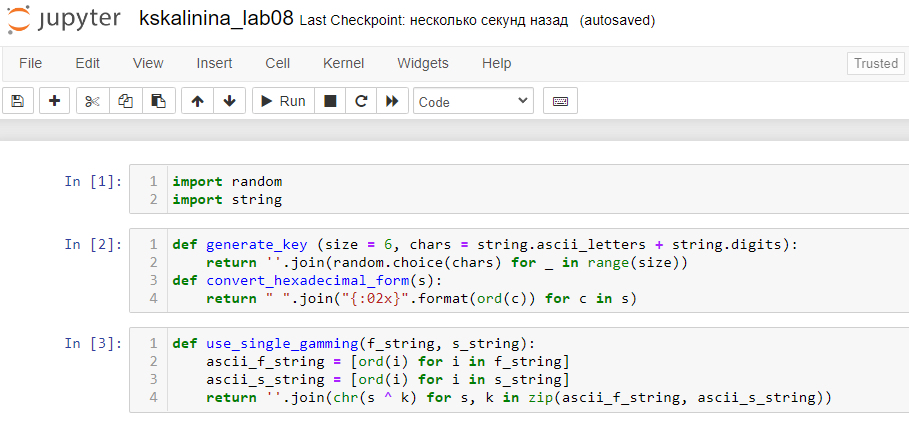 jupyter kskalinina_lab08 Last Checkpoint: несколько секунд назад (autosaved)
File Edit View Insert Cell Kernel Widgets Help Trusted
Run Code
In [1]:
1 import random
2 import string
In [2]:
1 def generate_key (size = 6, chars = string.ascii_letters + string.digits):
2     return ''.join(random.choice(chars) for _ in range(size))
3 def convert_hexadecimal_form(s):
4     return " ".join("{:02x}".format(ord(c)) for c in s)
In [3]:
1 def use_single_gamming(f_string, s_string):
2     ascii_f_string = [ord(i) for i in f_string]
3     ascii_s_string = [ord(i) for i in s_string]
4     return ''.join(chr(s ^ k) for s, k in zip(ascii_f_string, ascii_s_string))